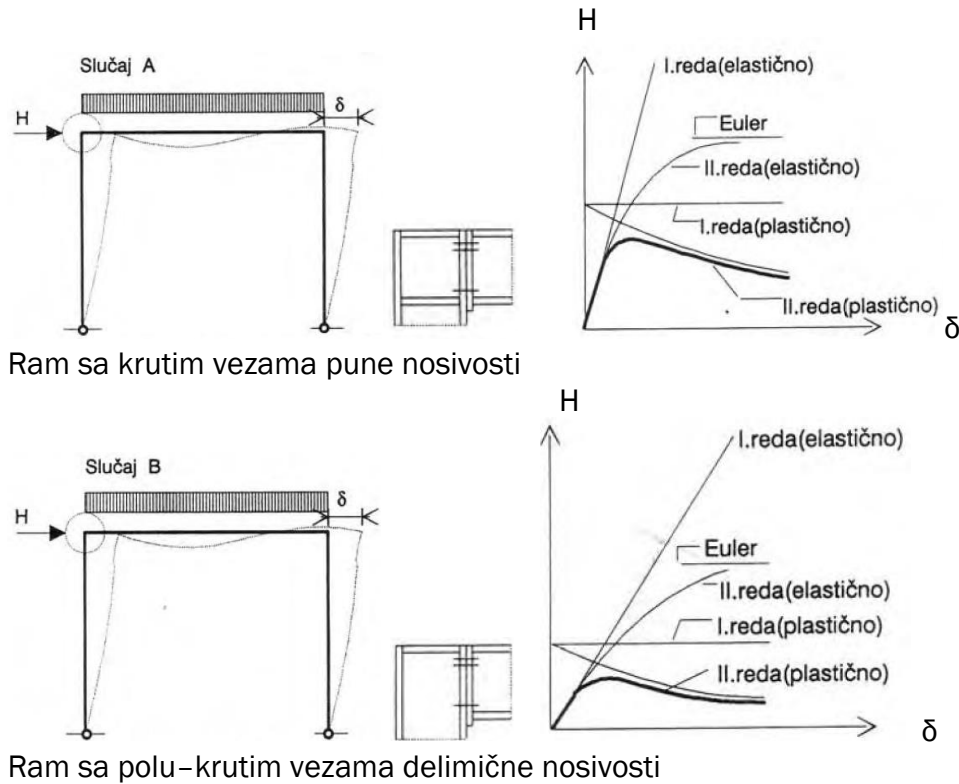 H
Slučaj A
δ
H
I.reda(elastično)
Euler
II.reda(elastično)
I.reda(plastično)
II.reda(plastično)
δ
Ram sa krutim vezama pune nosivosti
H
Slučaj B
δ
H
I.reda(elastično)
Euler
II.reda(elastično)
I.reda(plastično)
II.reda(plastično)
δ
Ram sa polu–krutim vezama delimične nosivosti